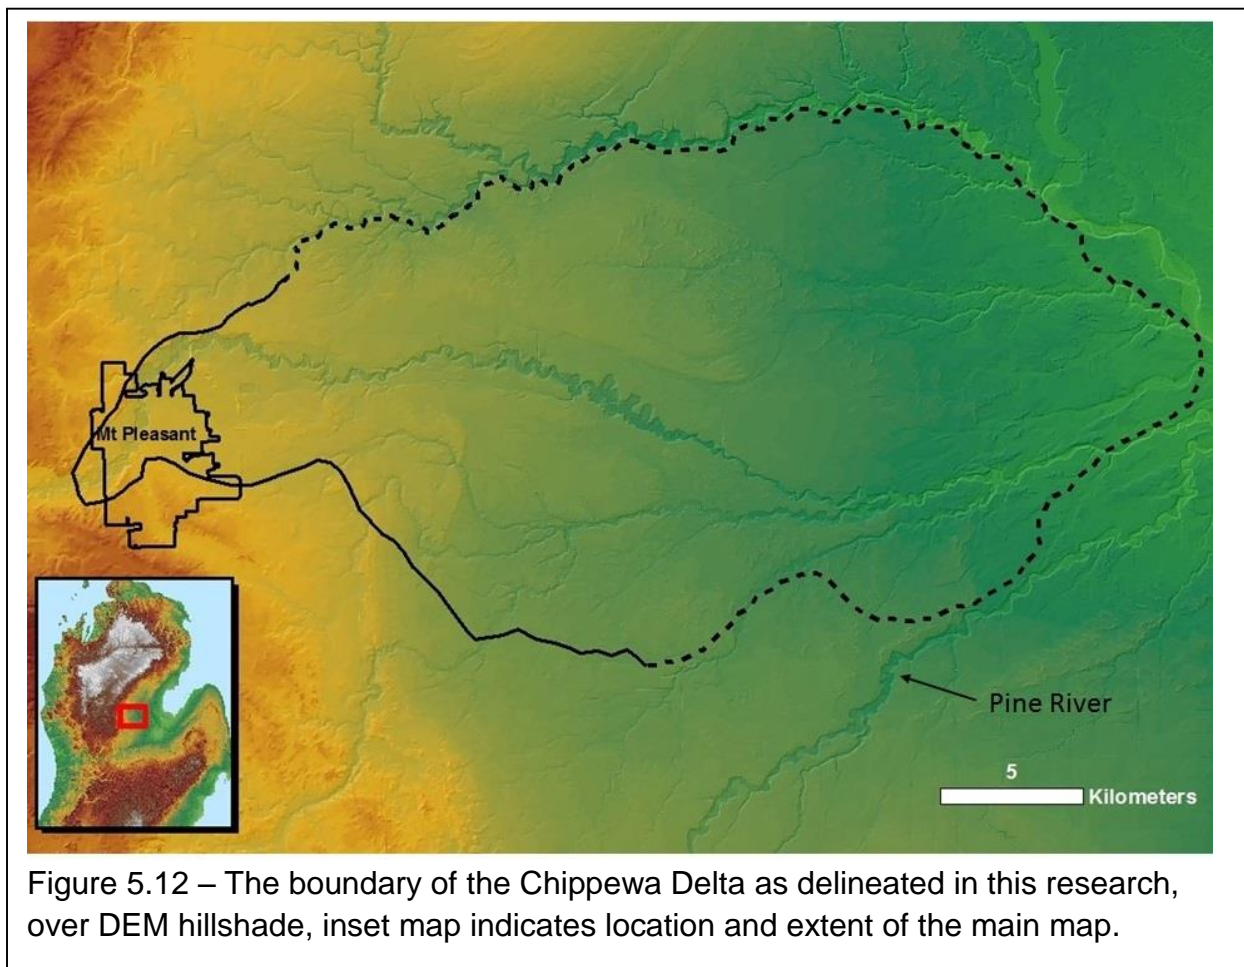 Mt Pleasant
Pine River
5
Kilometers
Figure 5.12 – The boundary of the Chippewa Delta as delineated in this research,
over DEM hillshade, inset map indicates location and extent of the main map.